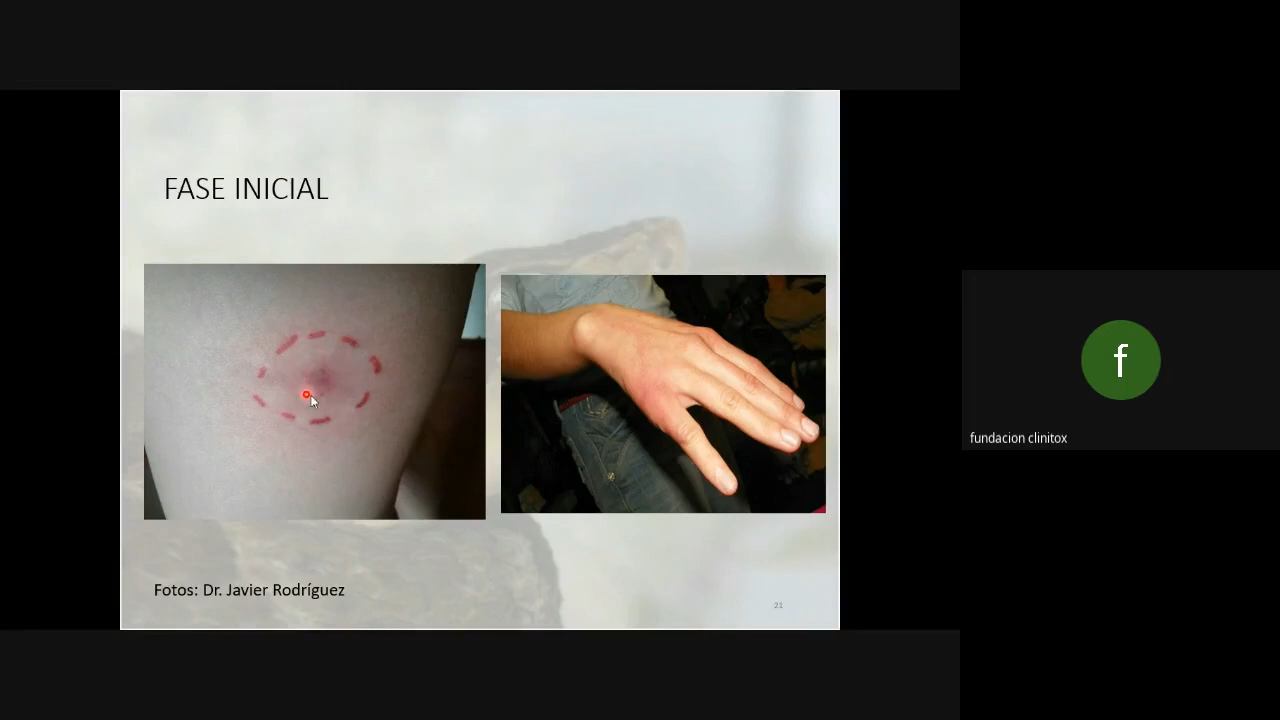 FASE INICIAL
Fotos: Dr. Javier Rodríguez
21
f
fundacion clinitox